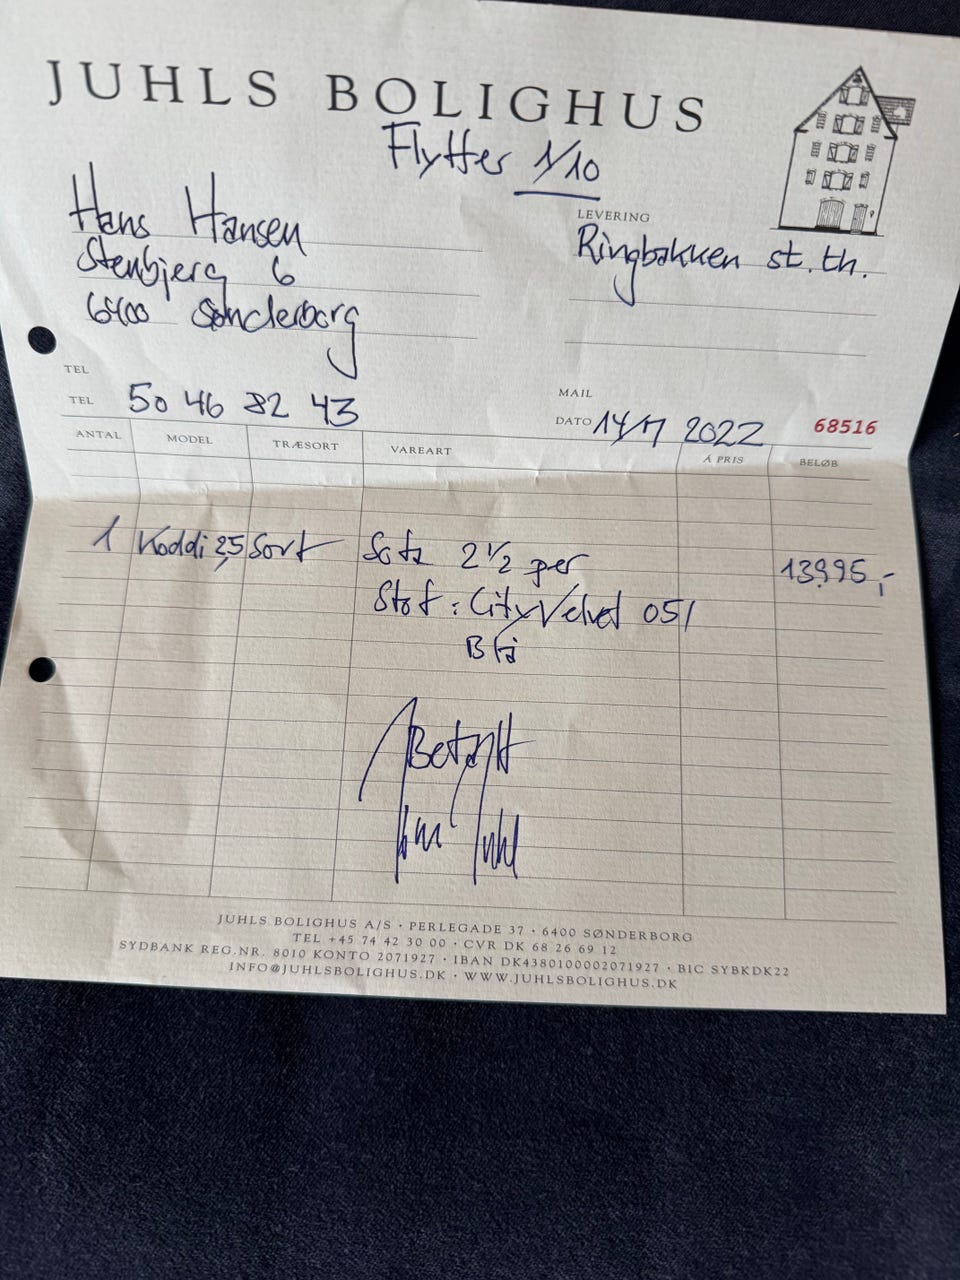 JUHLS BOLIGHUS
Flytter 1/10
Hans Hansen
Stenbjerg 6
6400 Sønderborg
LEVERING
Ringbakken st. th.
TEL
TEL 50 46 82 43
MAIL
DATO 14/7 2022 68516
ANTAL MODEL TRÆSORT VAREART Á PRIS BELØB
1 Koddi 2,5 Sort Sofa 2 1/2 per 13995,-
Stof: City Velvet 051
Blå
Betalt
Juhl
JUHLS BOLIGHUS A/S · PERLEGADE 37 · 6400 SØNDERBORG
TEL +45 74 42 30 00 · CVR DK 68 26 69 12
SYDBANK REG.NR. 8010 KONTO 2071927 · IBAN DK4380100002071927 · BIC SYBKDK22
INFO@JUHLSBOLIGHUS.DK · WWW.JUHLSBOLIGHUS.DK